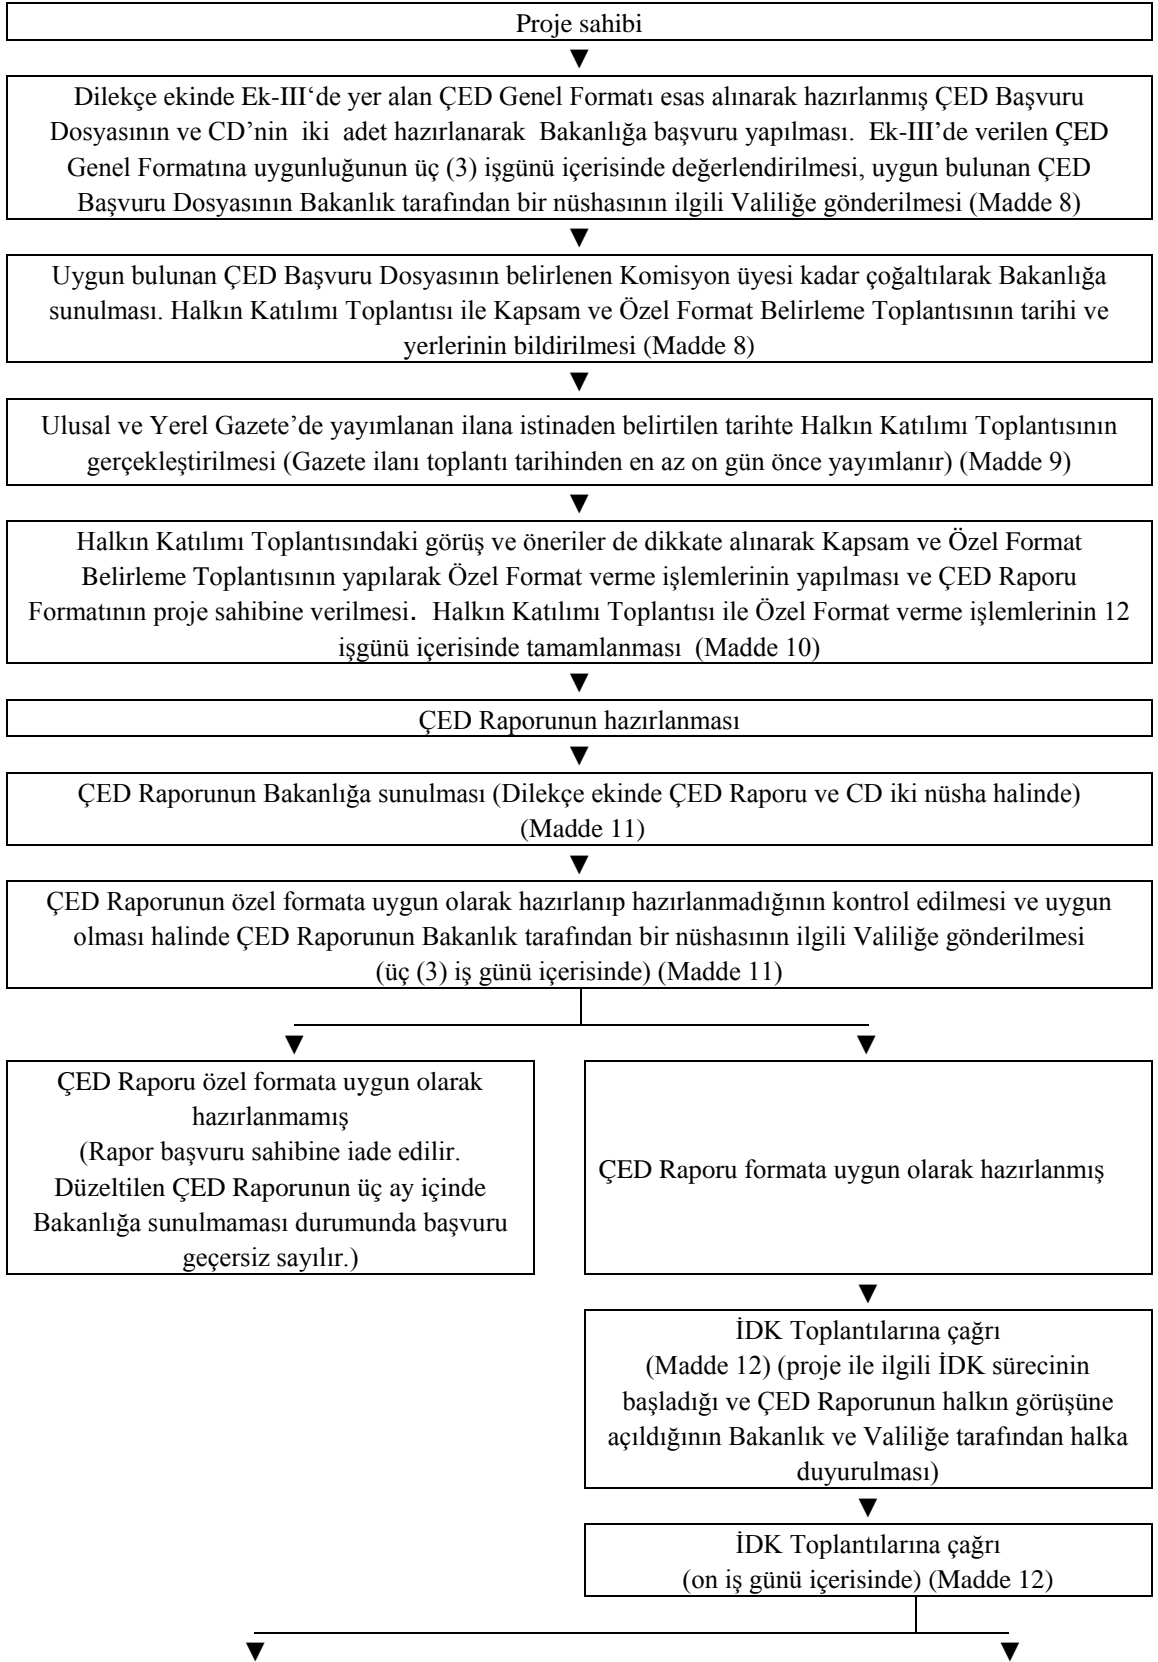 Proje sahibi
▼
Dilekçe ekinde Ek-III‘de yer alan ÇED Genel Formatı esas alınarak hazırlanmış ÇED Başvuru
Dosyasının ve CD’nin iki adet hazırlanarak Bakanlığa başvuru yapılması. Ek-III’de verilen ÇED
Genel Formatına uygunluğunun üç (3) işgünü içerisinde değerlendirilmesi, uygun bulunan ÇED
Başvuru Dosyasının Bakanlık tarafından bir nüshasının ilgili Valiliğe gönderilmesi (Madde 8)
▼
Uygun bulunan ÇED Başvuru Dosyasının belirlenen Komisyon üyesi kadar çoğaltılarak Bakanlığa
sunulması. Halkın Katılımı Toplantısı ile Kapsam ve Özel Format Belirleme Toplantısının tarihi ve
yerlerinin bildirilmesi (Madde 8)
▼
Ulusal ve Yerel Gazete’de yayımlanan ilana istinaden belirtilen tarihte Halkın Katılımı Toplantısının
gerçekleştirilmesi (Gazete ilanı toplantı tarihinden en az on gün önce yayımlanır) (Madde 9)
▼
Halkın Katılımı Toplantısındaki görüş ve öneriler de dikkate alınarak Kapsam ve Özel Format
Belirleme Toplantısının yapılarak Özel Format verme işlemlerinin yapılması ve ÇED Raporu
Formatının proje sahibine verilmesi. Halkın Katılımı Toplantısı ile Özel Format verme işlemlerinin 12
işgünü içerisinde tamamlanması (Madde 10)
▼
ÇED Raporunun hazırlanması
▼
ÇED Raporunun Bakanlığa sunulması (Dilekçe ekinde ÇED Raporu ve CD iki nüsha halinde)
(Madde 11)
▼
ÇED Raporunun özel formata uygun olarak hazırlanıp hazırlanmadığının kontrol edilmesi ve uygun
olması halinde ÇED Raporunun Bakanlık tarafından bir nüshasının ilgili Valiliğe gönderilmesi
(üç (3) iş günü içerisinde) (Madde 11)
▼ ▼
ÇED Raporu özel formata uygun olarak
hazırlanmamış
(Rapor başvuru sahibine iade edilir.
Düzeltilen ÇED Raporunun üç ay içinde
Bakanlığa sunulmaması durumunda başvuru
geçersiz sayılır.)
ÇED Raporu formata uygun olarak hazırlanmış
▼
İDK Toplantılarına çağrı
(Madde 12) (proje ile ilgili İDK sürecinin
başladığı ve ÇED Raporunun halkın görüşüne
açıldığının Bakanlık ve Valiliğe tarafından halka
duyurulması)
▼
İDK Toplantılarına çağrı
(on iş günü içerisinde) (Madde 12)
▼ ▼